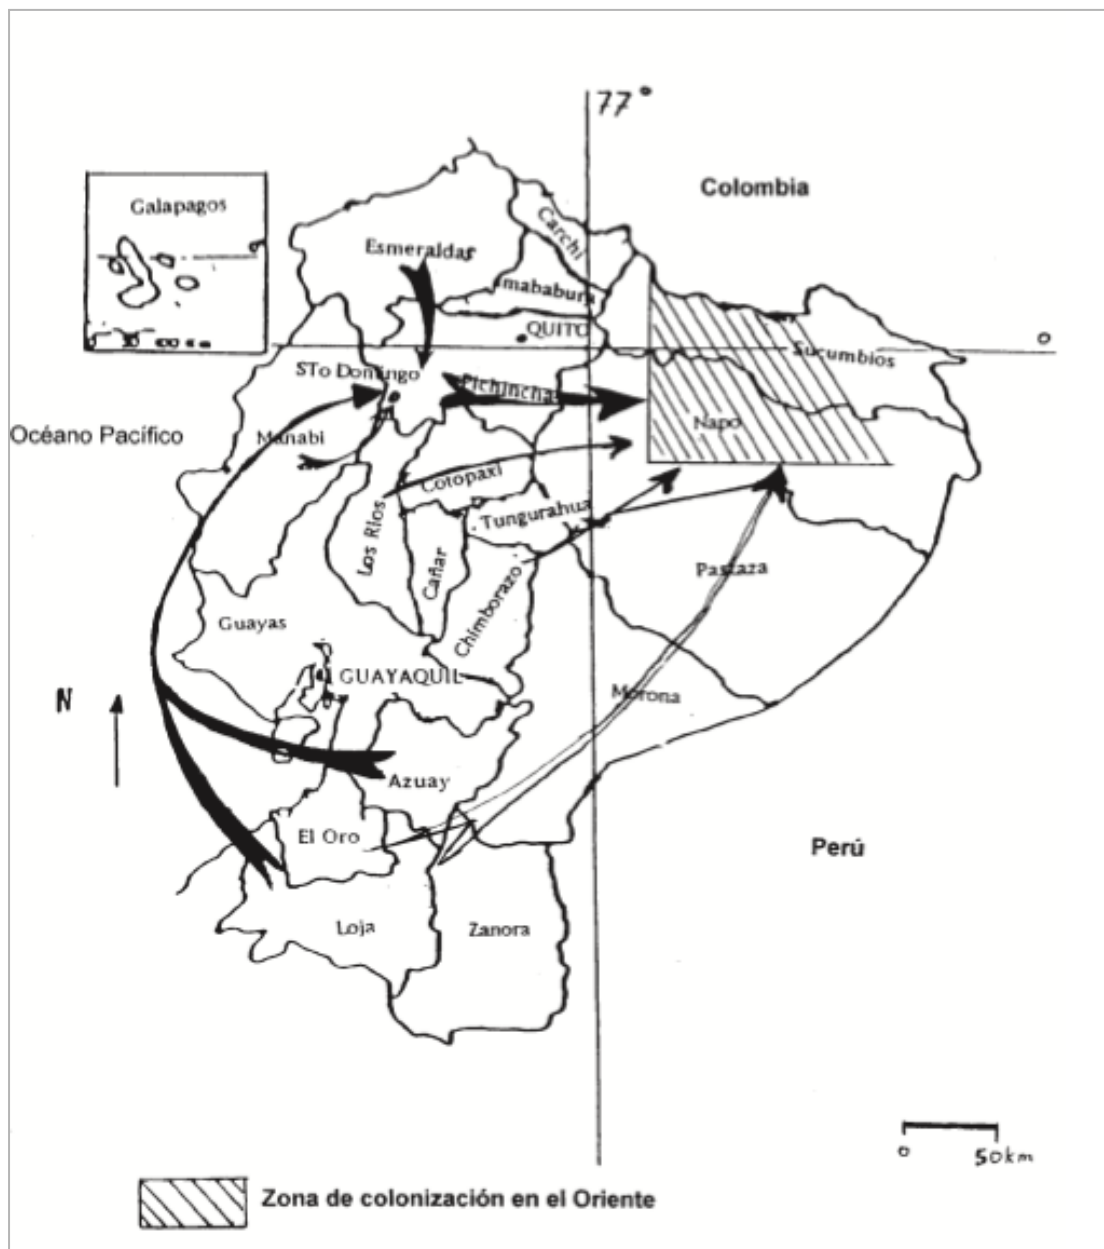 77°
Colombia
Galapagos
Carchi
Esmeraldas
Imbabura
QUITO
0
Sucumbios
STo Domingo
Pichincha
Napo
Océano Pacífico
Manabi
Cotopaxi
Tungurahua
Los Rios
Cañar
Chimborazo
Pastaza
Guayas
GUAYAQUIL
Morona
N
Azuay
El Oro
Perú
Loja
Zanora
0 50km
Zona de colonización en el Oriente